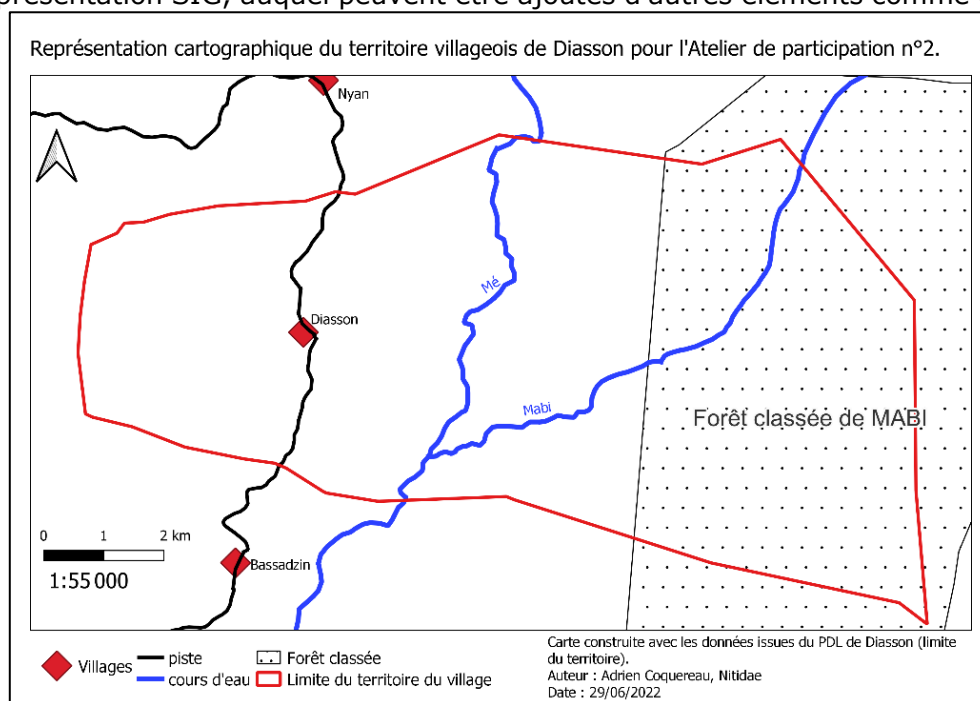 présentation SIG, auquel peuvent être ajoutés d'autres éléments comme
Représentation cartographique du territoire villageois de Diasson pour l'Atelier de participation n°2.
Nyan
Mé
Diasson
Mabi
Forêt classée de MABI
Bassadzin
0 1 2 km
1:55 000
Villages
piste
cours d'eau
Forêt classée
Limite du territoire du village
Carte construite avec les données issues du PDL de Diasson (limite
du territoire).
Auteur : Adrien Coquereau, Nitidae
Date : 29/06/2022